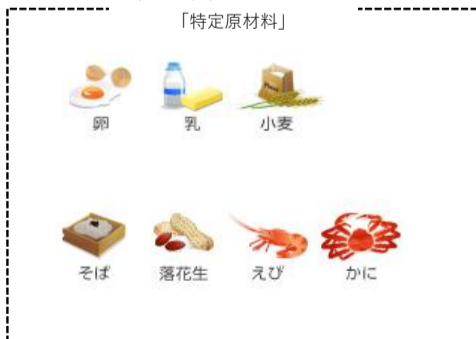 「特定原材料」
卵 乳 小麦
そば 落花生 えび かに